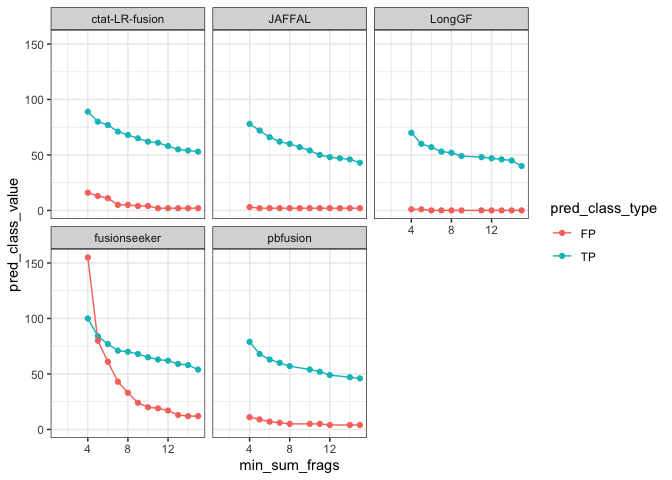 ctat-LR-fusion
JAFFAL
LongGF
150
100
50
0
4
8
12
fusionseeker
pbfusion
150
100
50
0
4
8
12
4
8
12
min_sum_frags
pred_class_value
pred_class_type
FP
TP